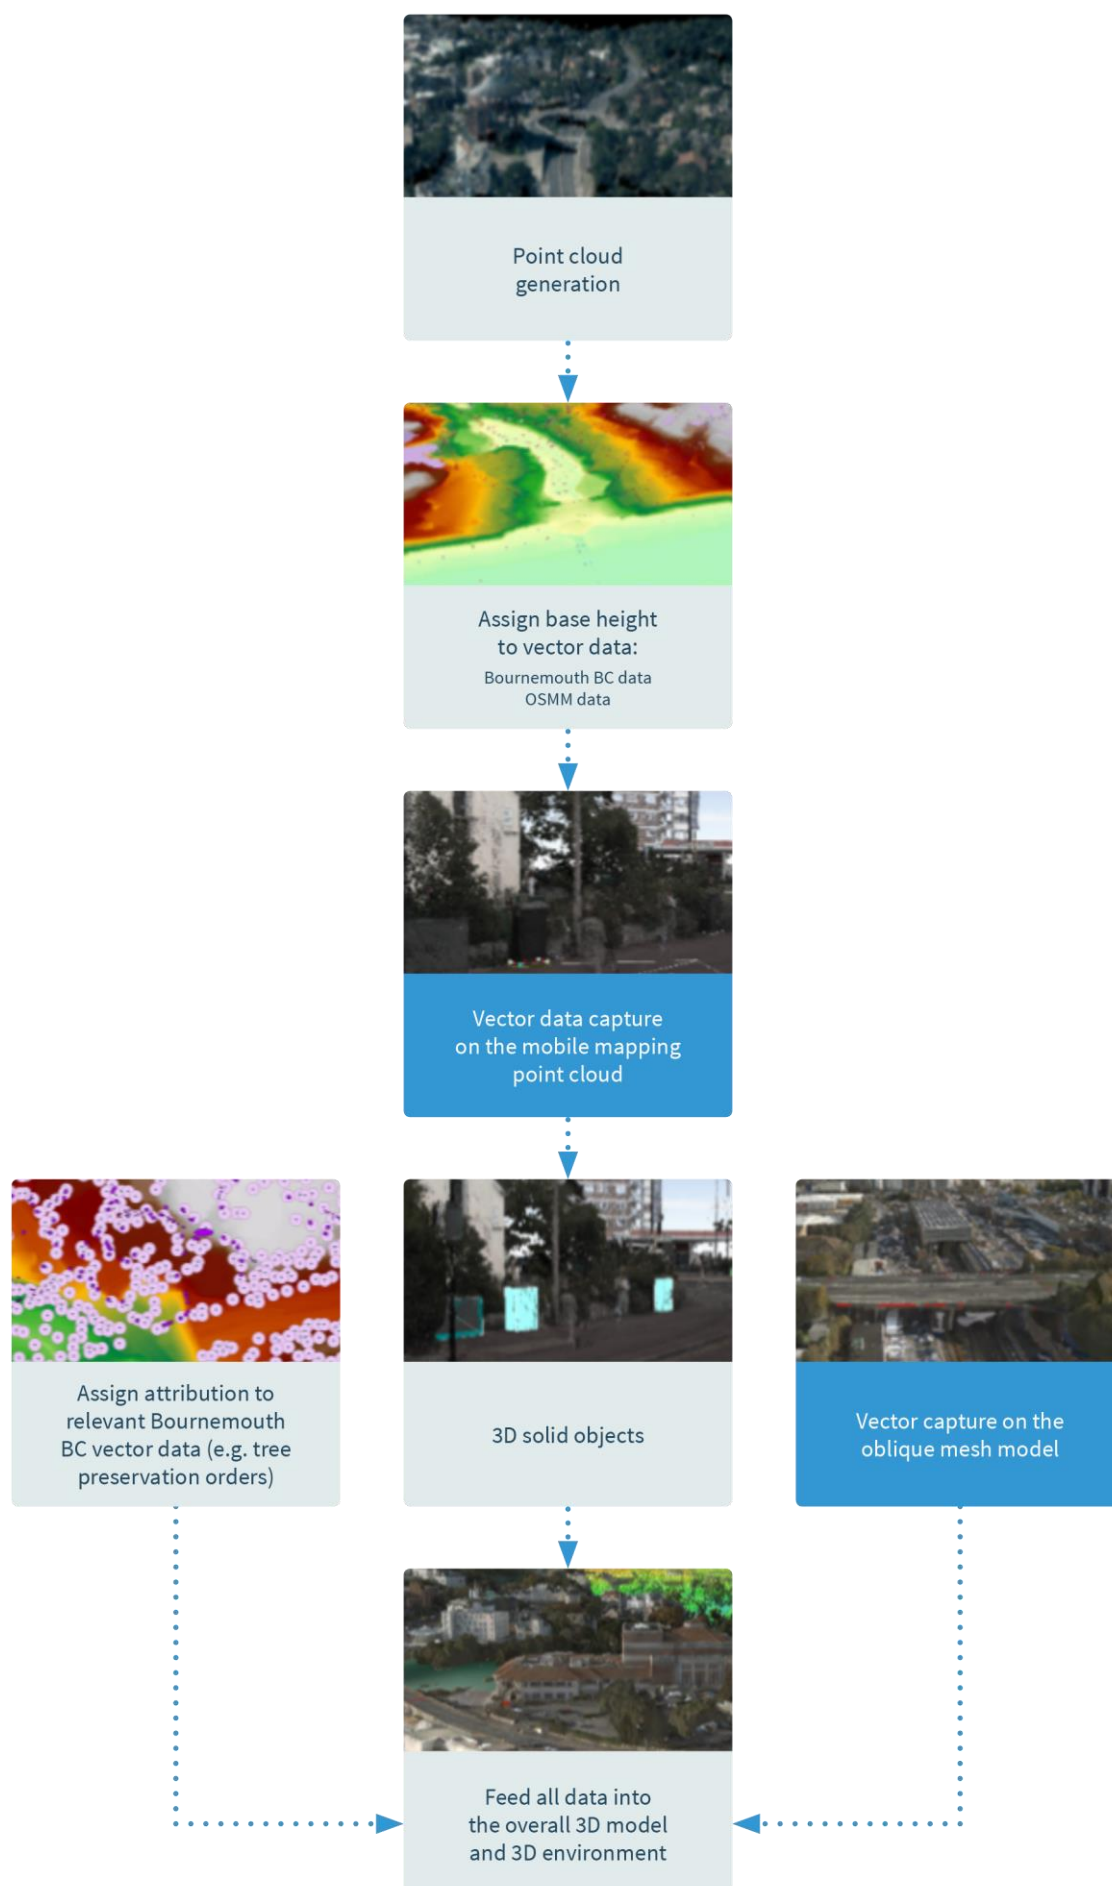 Point cloud
generation
Assign base height
to vector data:
Bournemouth BC data
OSMM data
Vector data capture
on the mobile mapping
point cloud
Assign attribution to
relevant Bournemouth
BC vector data (e.g. tree
preservation orders)
3D solid objects
Vector capture on the
oblique mesh model
Feed all data into
the overall 3D model
and 3D environment